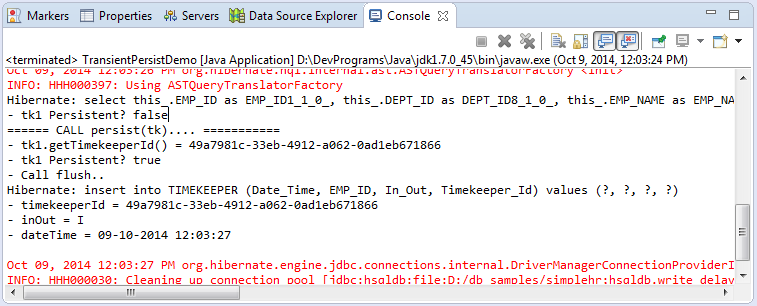 Markers Properties Servers Data Source Explorer Console
<terminated> TransientPersistDemo [Java Application] D:\DevPrograms\Java\jdk1.7.0_45\bin\javaw.exe (Oct 9, 2014, 12:03:24 PM)
Oct 09, 2014 12:03:26 PM org.hibernate.hql.internal.ast.ASTQueryTranslatorFactory <init>
INFO: HHH000397: Using ASTQueryTranslatorFactory
Hibernate: select this_.EMP_ID as EMP_ID1_1_0_, this_.DEPT_ID as DEPT_ID8_1_0_, this_.EMP_NAME as EMP_NA
- tk1 Persistent? false
====== CALL persist(tk).... ===========
- tk1.getTimekeeperId() = 49a7981c-33eb-4912-a062-0ad1eb671866
- tk1 Persistent? true
- Call flush..
Hibernate: insert into TIMEKEEPER (Date_Time, EMP_ID, In_Out, Timekeeper_Id) values (?, ?, ?, ?)
- timekeeperId = 49a7981c-33eb-4912-a062-0ad1eb671866
- inOut = I
- dateTime = 09-10-2014 12:03:27
Oct 09, 2014 12:03:27 PM org.hibernate.engine.jdbc.connections.internal.DriverManagerConnectionProviderI
INFO: HHH000030: Cleaning up connection pool [jdbc:hsqldb:file:D:/db_samples/simplehr;hsqldb.write_delay